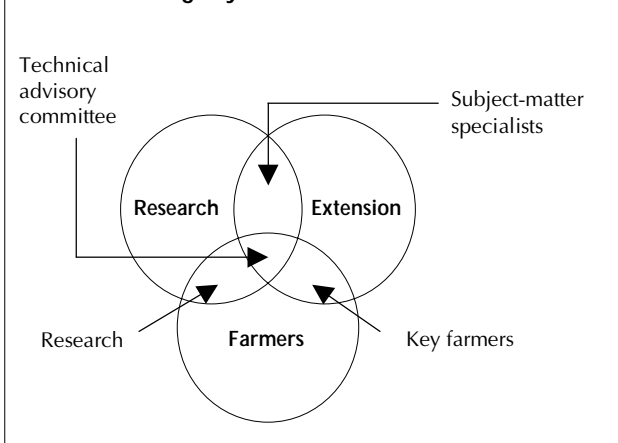 Technical
advisory
committee
Subject-matter
specialists
Research
Extension
Research
Farmers
Key farmers